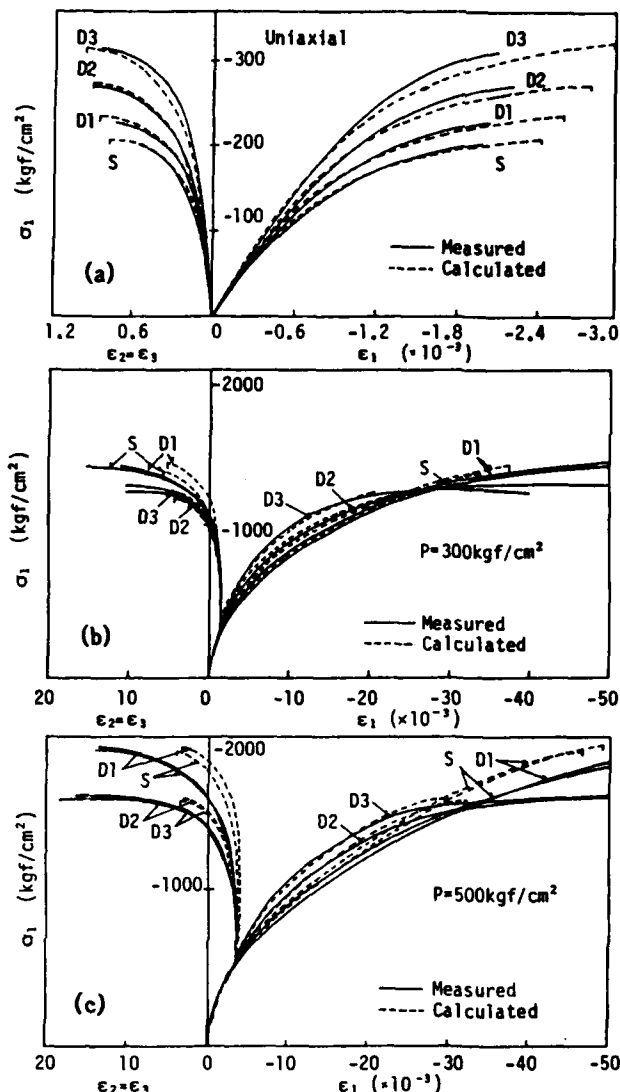 D3
D2
D1
S
-300
-200
-100
Uniaxial
D3
D2
D1
S
σ₁ (kgf/cm²)
(a)
Measured
Calculated
1.2
0.6
0
-0.6
-1.2
-1.8
-2.4
-3.0
ε₂=ε₃
ε₁ (×10⁻³)
2000
S
D1
D3
D2
-1000
D3
D2
S
D1
P=300kgf/cm²
σ₁ (kgf/cm²)
(b)
Measured
Calculated
20
10
0
-10
-20
-30
-40
-50
ε₂=ε₃
ε₁ (×10⁻³)
-2000
D1
S
D2
D3
-1000
D3
D2
S
D1
P=500kgf/cm²
σ₁ (kgf/cm²)
(c)
Measured
Calculated
20
10
0
-10
-20
-30
-40
-50
ε₂=ε₃
ε₁ (×10⁻³)